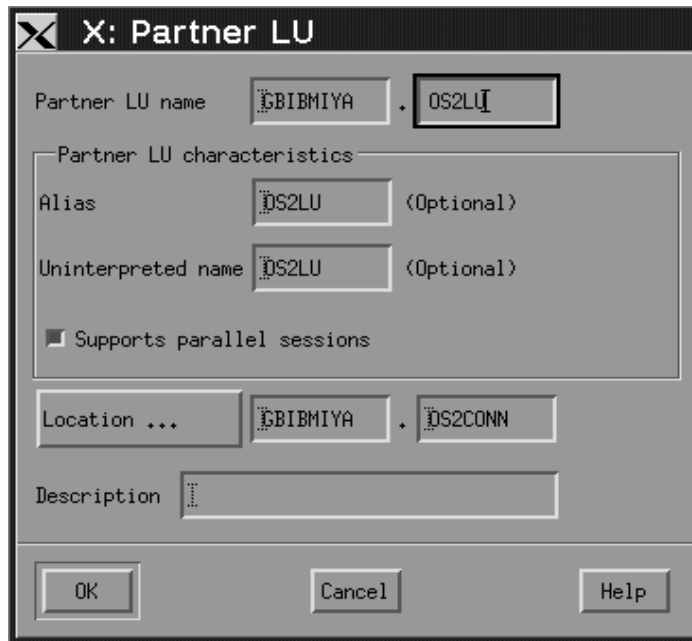 X: Partner LU
Partner LU name GBIBMIYA . OS2LU
Partner LU characteristics
Alias OS2LU (Optional)
Uninterpreted name OS2LU (Optional)
Supports parallel sessions
Location ... GBIBMIYA . OS2CONN
Description
OK Cancel Help